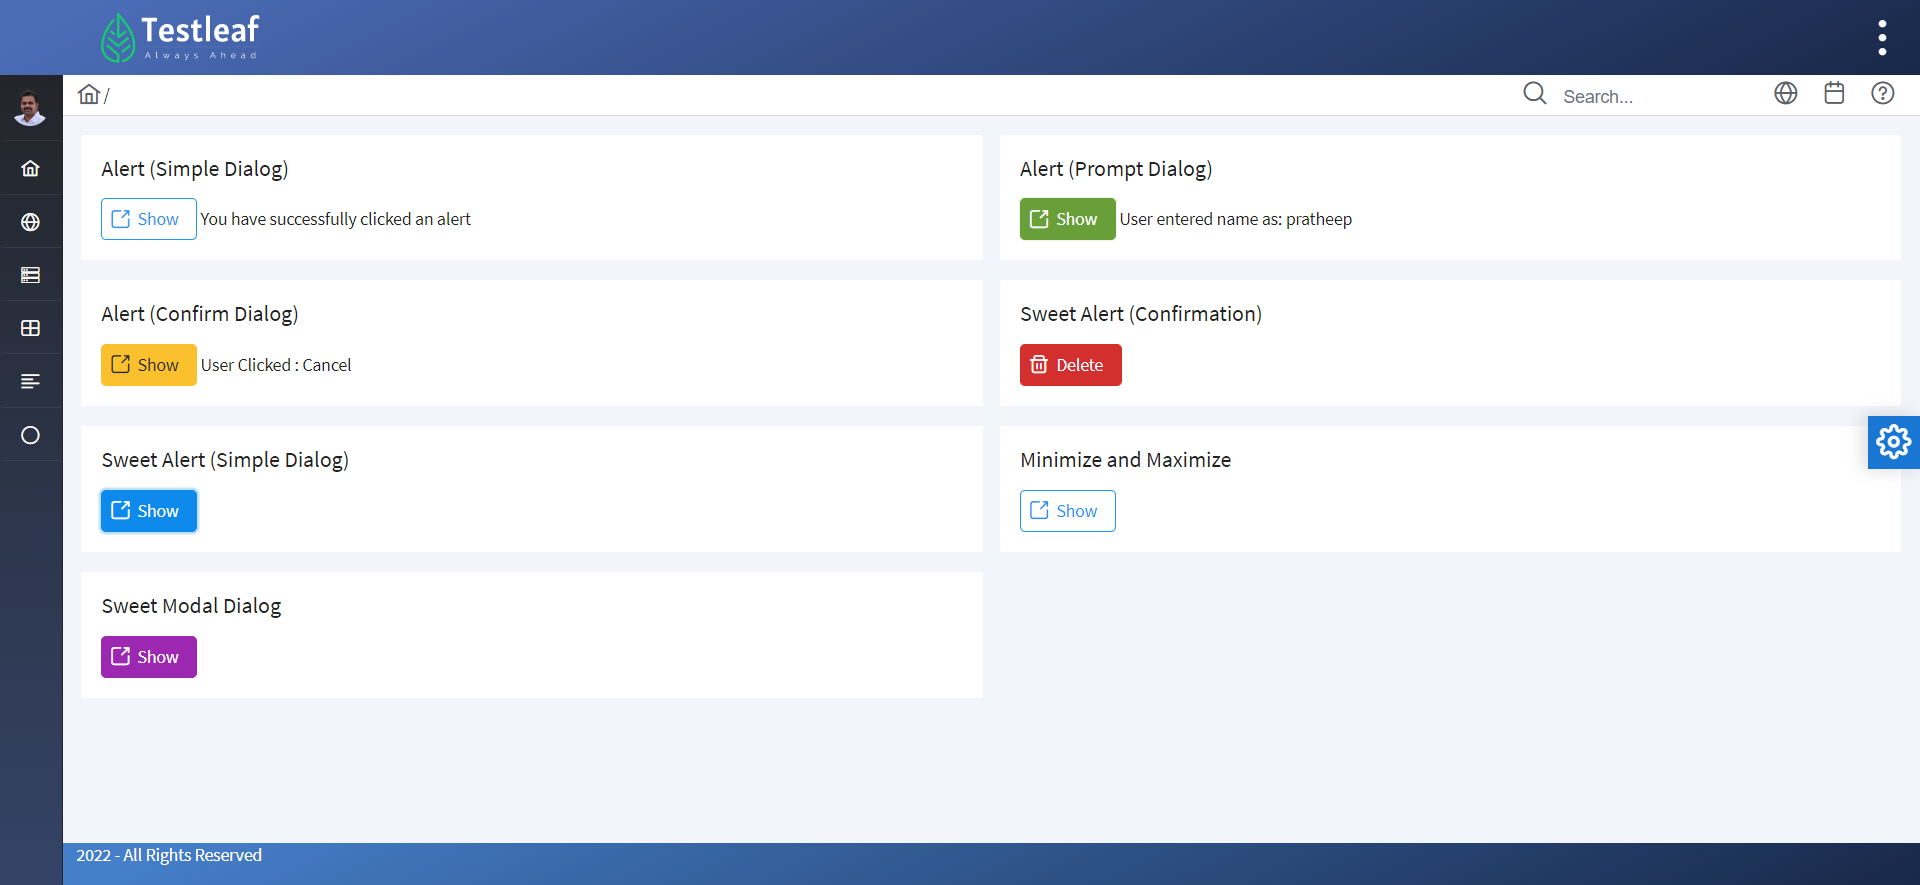 Testleaf
Always Ahead
/
Search...
Alert (Simple Dialog)
Show You have successfully clicked an alert
Alert (Prompt Dialog)
Show User entered name as: pratheep
Alert (Confirm Dialog)
Show User Clicked : Cancel
Sweet Alert (Confirmation)
Delete
Sweet Alert (Simple Dialog)
Show
Minimize and Maximize
Show
Sweet Modal Dialog
Show
2022 - All Rights Reserved